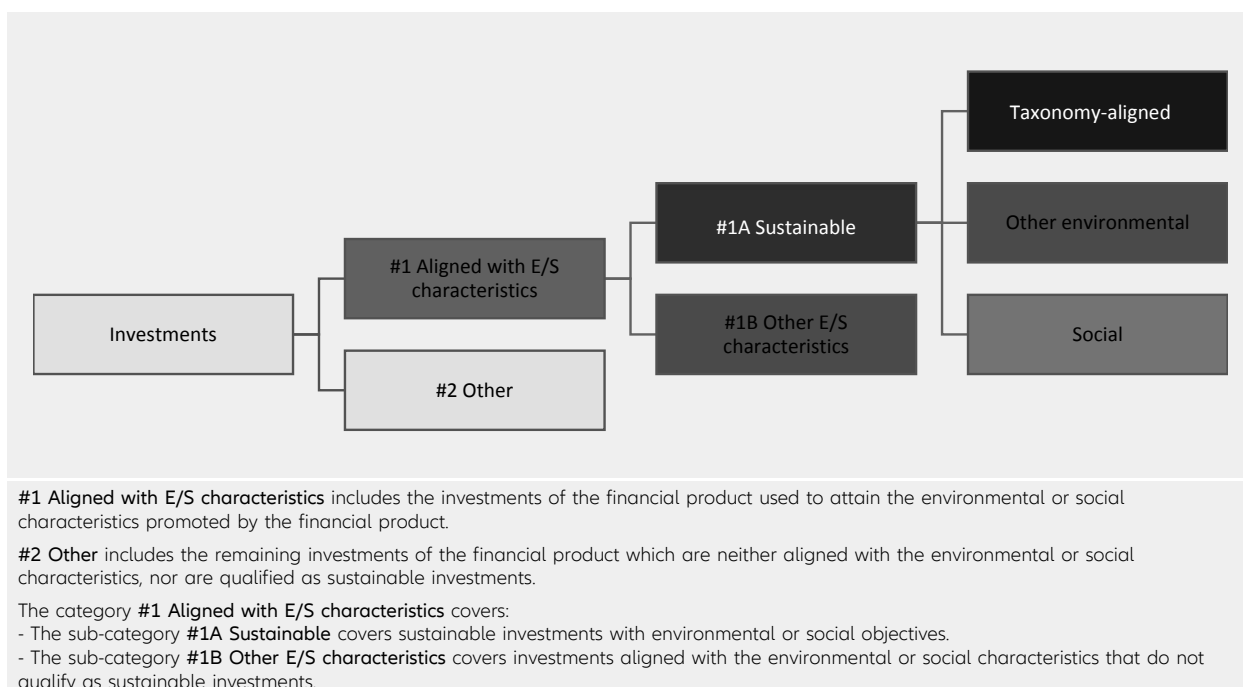 Taxonomy-aligned
#1A Sustainable
Other environmental
#1 Aligned with E/S
characteristics
#1B Other E/S
characteristics
Investments
Social
#2 Other
#1 Aligned with E/S characteristics includes the investments of the financial product used to attain the environmental or social
characteristics promoted by the financial product.
#2 Other includes the remaining investments of the financial product which are neither aligned with the environmental or social
characteristics, nor are qualified as sustainable investments.
The category #1 Aligned with E/S characteristics covers:
- The sub-category #1A Sustainable covers sustainable investments with environmental or social objectives.
- The sub-category #1B Other E/S characteristics covers investments aligned with the environmental or social characteristics that do not
qualify as sustainable investments.